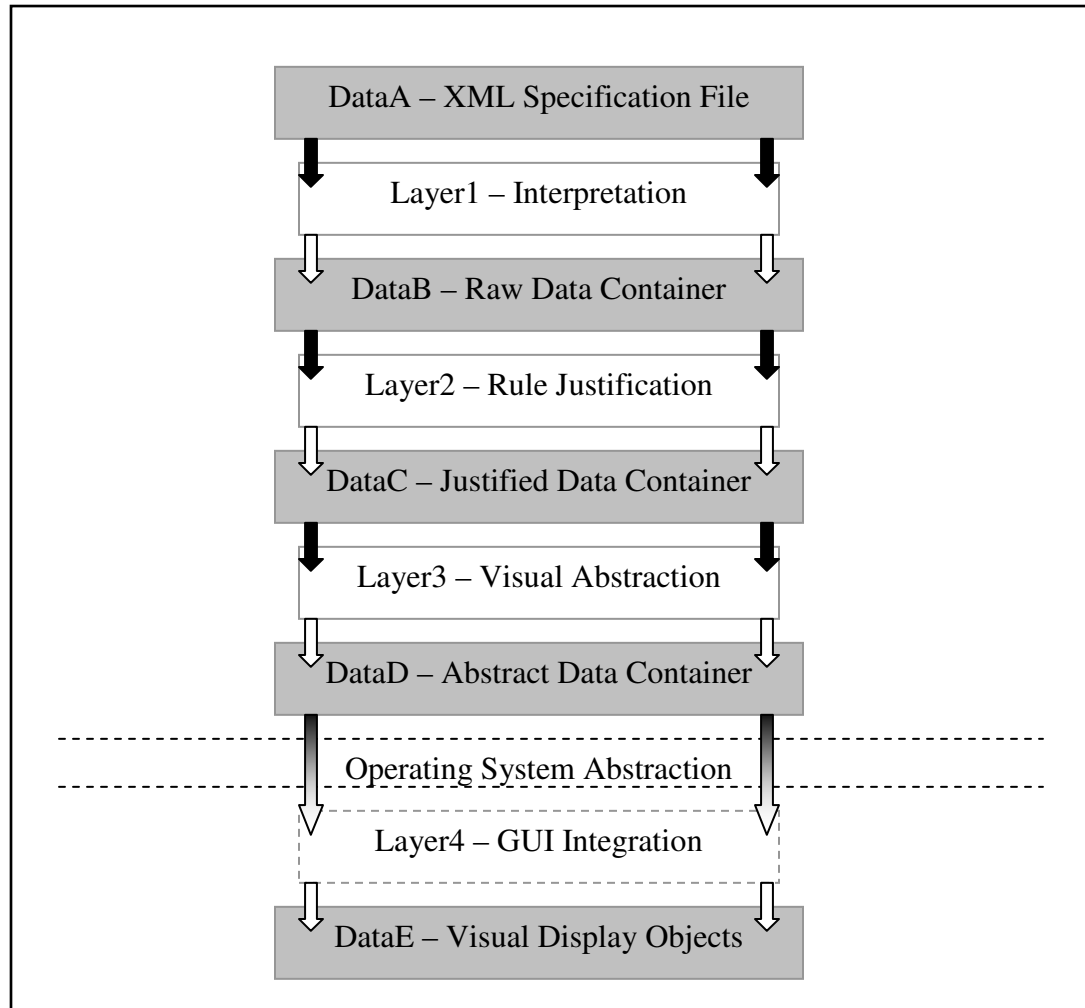 DataA – XML Specification File
Layer1 – Interpretation
DataB – Raw Data Container
Layer2 – Rule Justification
DataC – Justified Data Container
Layer3 – Visual Abstraction
DataD – Abstract Data Container
Operating System Abstraction
Layer4 – GUI Integration
DataE – Visual Display Objects